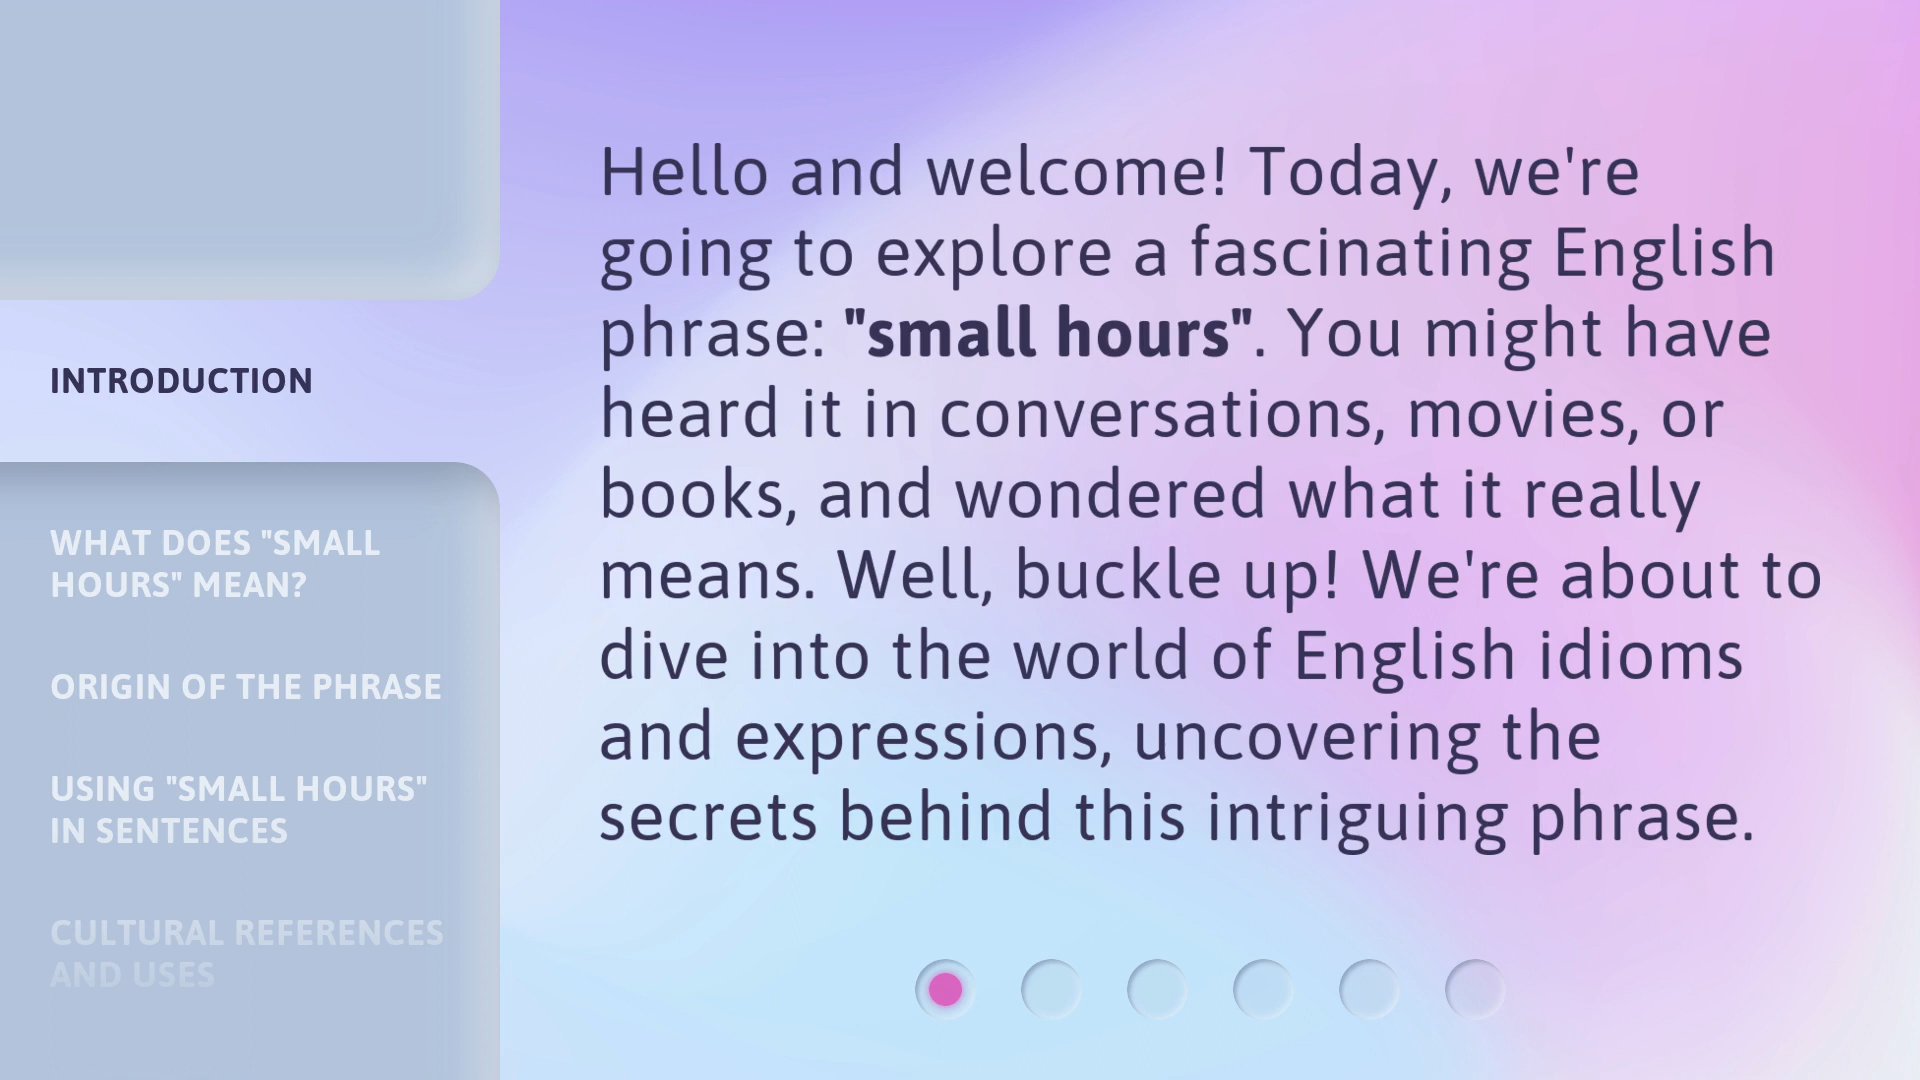 INTRODUCTION
WHAT DOES "SMALL
HOURS" MEAN?
ORIGIN OF THE PHRASE
USING "SMALL HOURS"
IN SENTENCES
CULTURAL REFERENCES
AND USES
Hello and welcome! Today, we're
going to explore a fascinating English
phrase: "small hours". You might have
heard it in conversations, movies, or
books, and wondered what it really
means. Well, buckle up! We're about to
dive into the world of English idioms
and expressions, uncovering the
secrets behind this intriguing phrase.